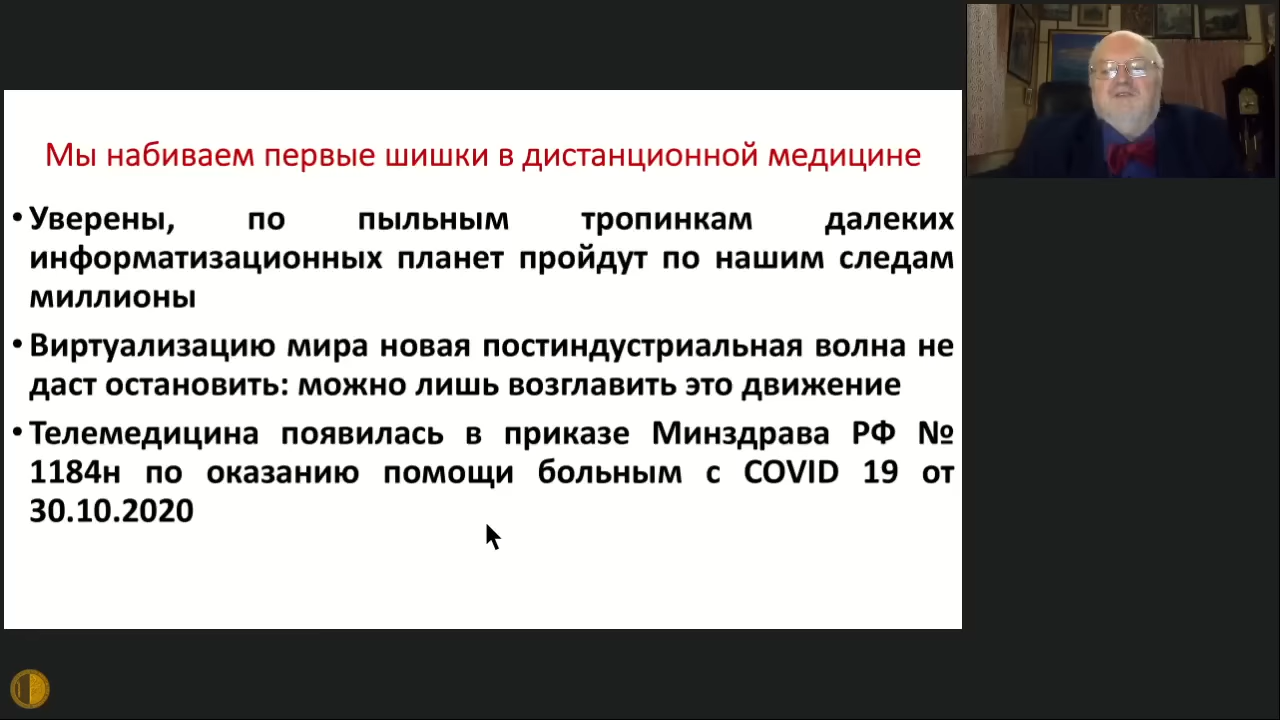 Мы набиваем первые шишки в дистанционной медицине
• Уверены, по пыльным тропинкам далеких
информатизационных планет пройдут по нашим следам
миллионы
• Виртуализацию мира новая постиндустриальная волна не
даст остановить: можно лишь возглавить это движение
• Телемедицина появилась в приказе Минздрава РФ №
1184н по оказанию помощи больным с COVID 19 от
30.10.2020